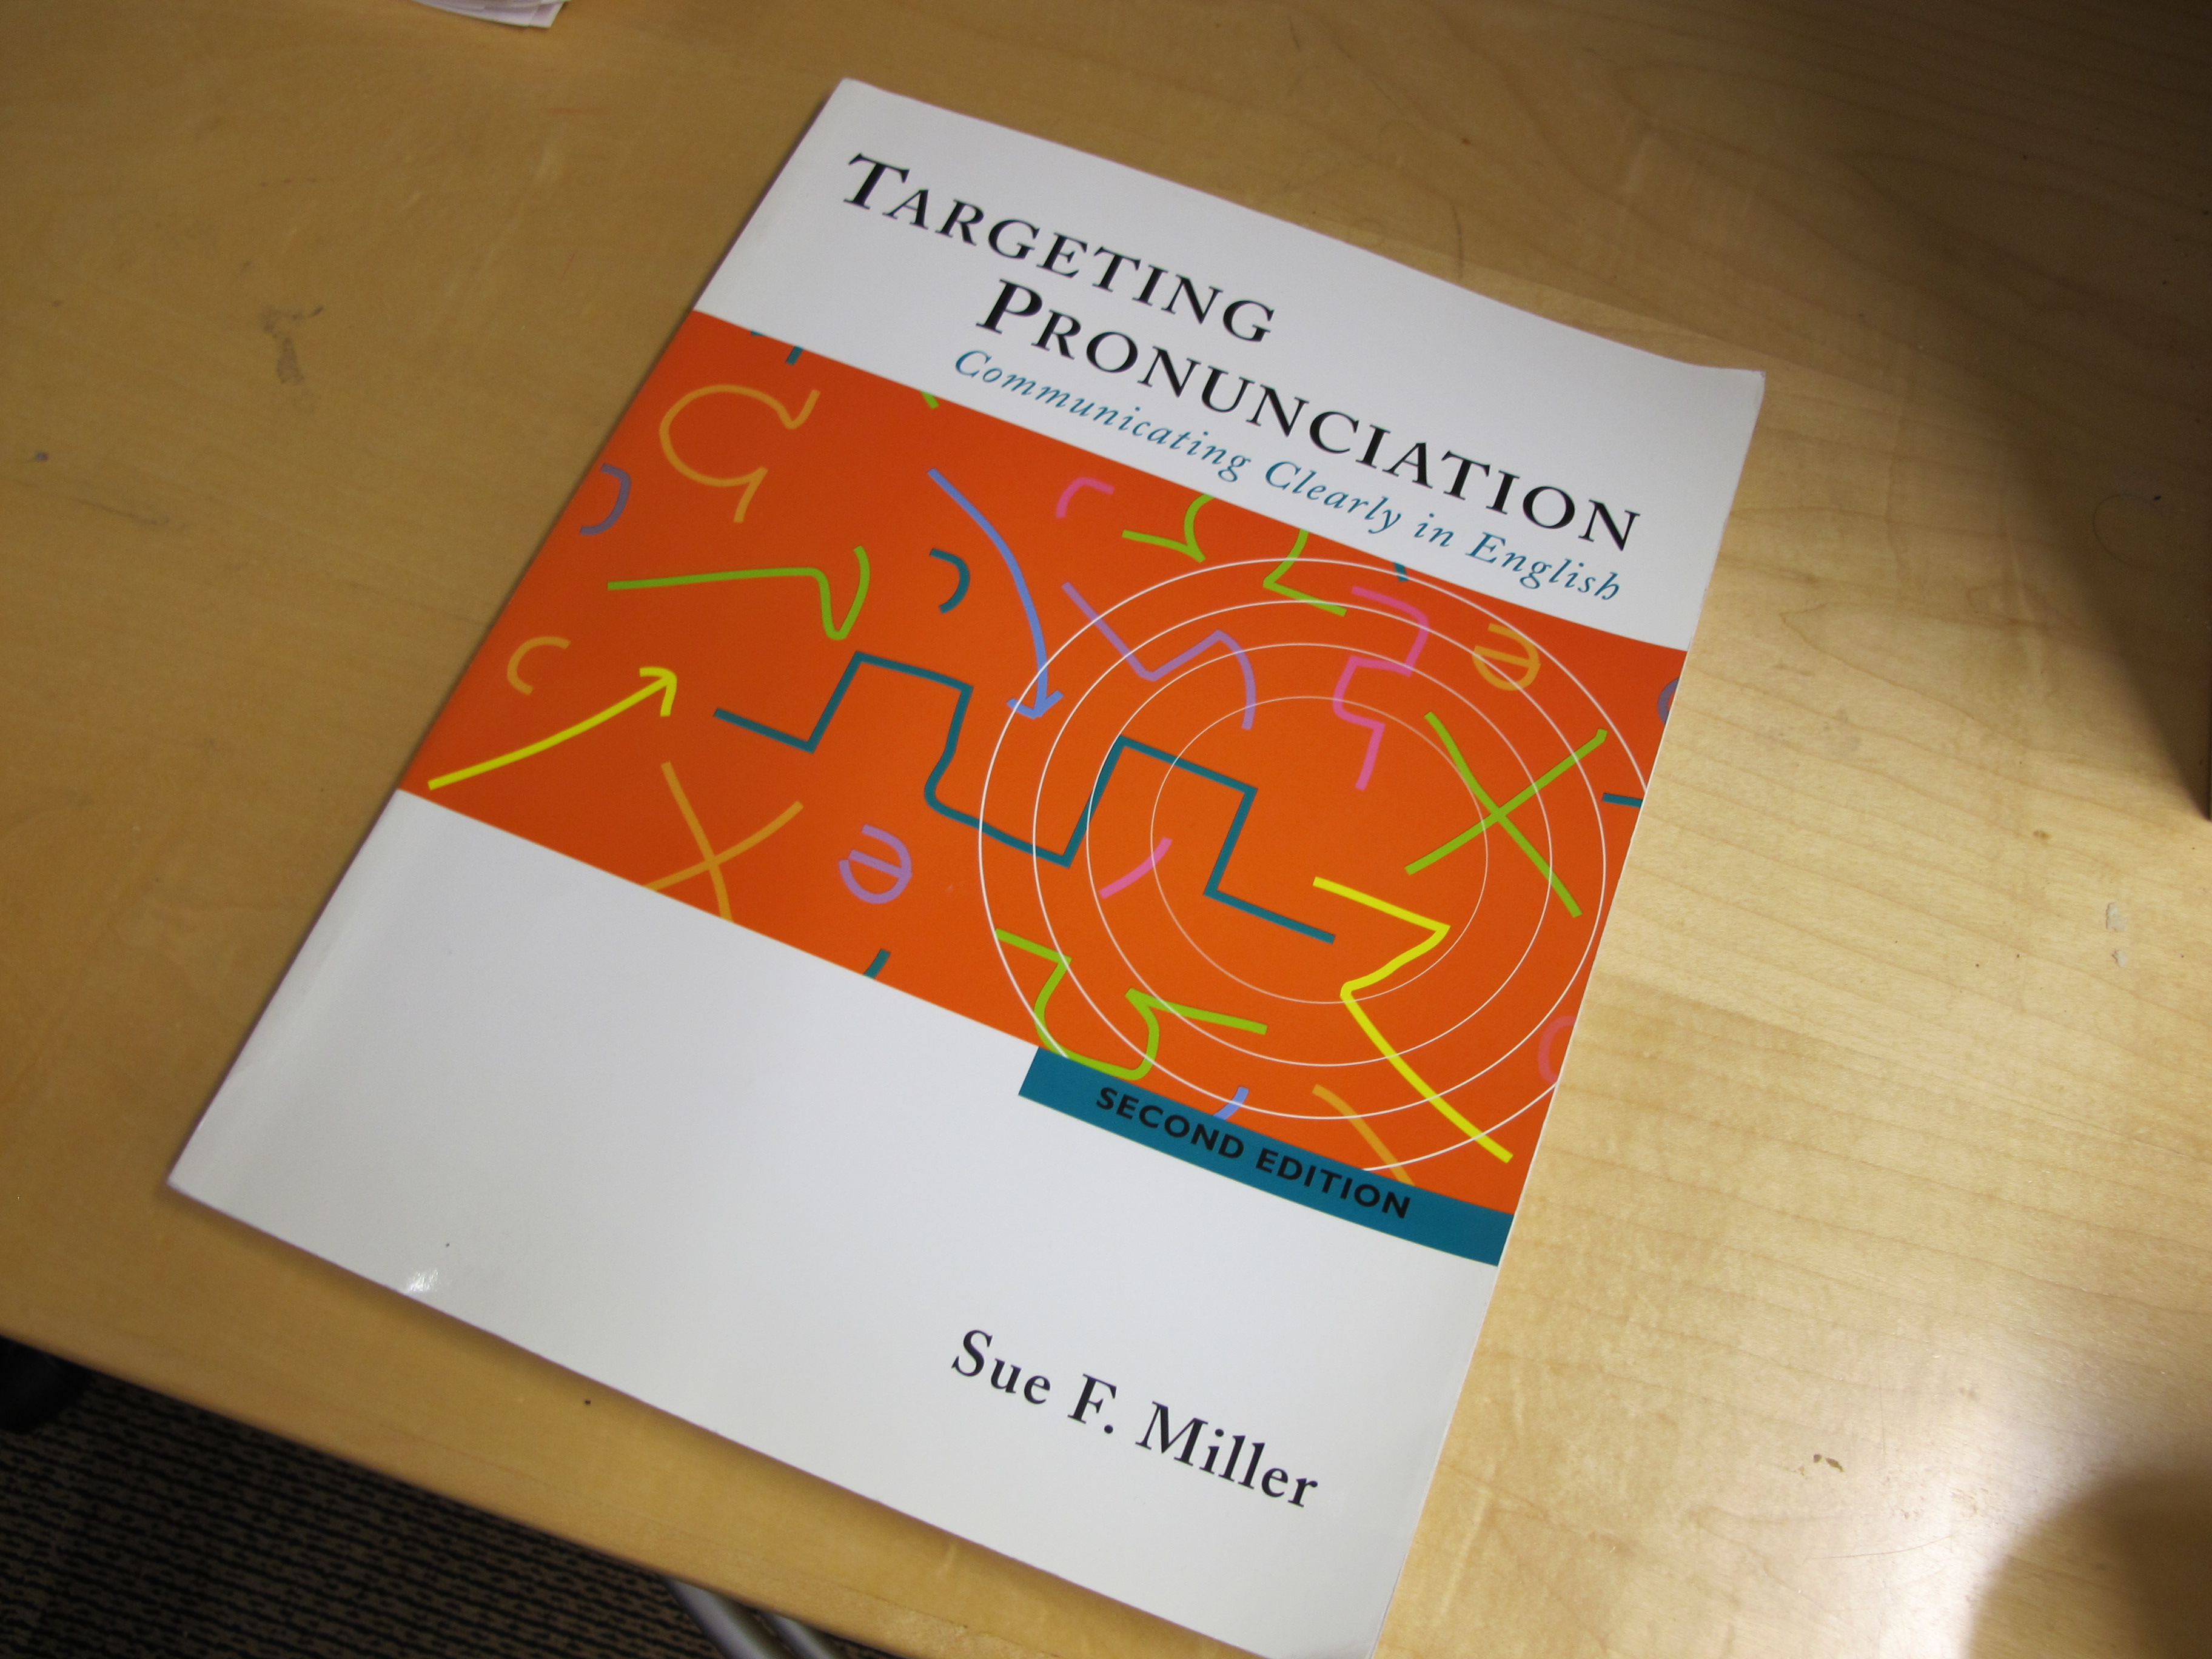 TARGETING
PRONUNCIATION
Communicating Clearly in English
SECOND EDITION
Sue F. Miller